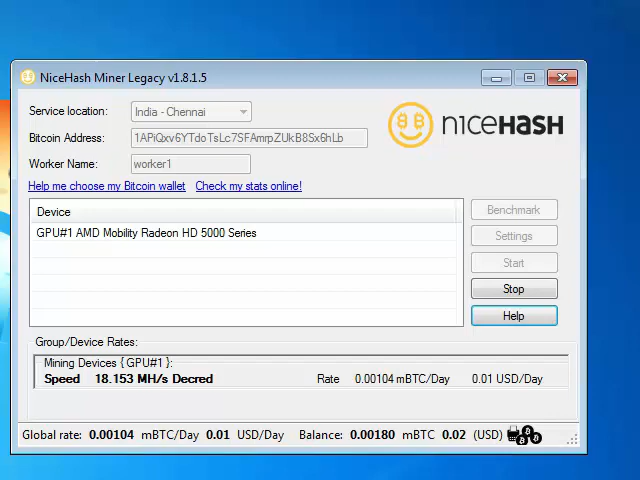 NiceHash Miner Legacy v1.8.1.5
Service location: India - Chennai
Bitcoin Address: 1APiQxv6YTdoTsLc7SFAmrpZUkB8Sx6hLb
Worker Name: worker1
niceHasH
Help me choose my Bitcoin wallet Check my stats online!
Device
GPU#1 AMD Mobility Radeon HD 5000 Series
Benchmark
Settings
Start
Stop
Help
Group/Device Rates:
Mining Devices { GPU#1 }:
Speed 18.153 MH/s Decred Rate 0.00104 mBTC/Day 0.01 USD/Day
Global rate: 0.00104 mBTC/Day 0.01 USD/Day Balance: 0.00180 mBTC 0.02 (USD)